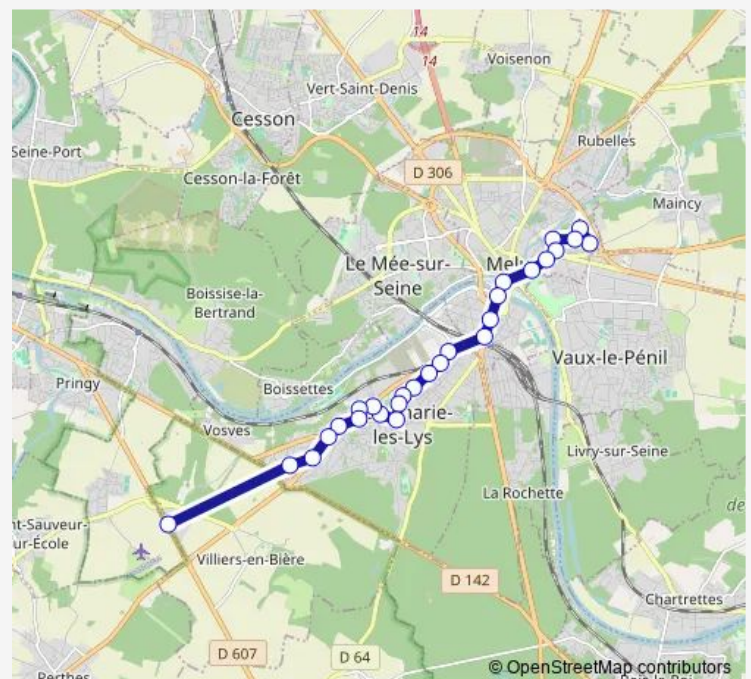 14
14
Voisenon
Vert-Saint-Denis
Cesson
Seine-Port
Rubelles
D 306
Cesson-la-Forêt
Maincy
Le Mée-sur-
Seine
Boissise-la-
Bertrand
Vaux-le-Pénil
Pringy
Boissettes
Vosves
les-Lys
Livry-sur-Seine
La Rochette
nt-Sauveur-
ur-École
Villiers-en-Bière
D 142
Chartrettes
D 607
D 64
© OpenStreetMap contributors